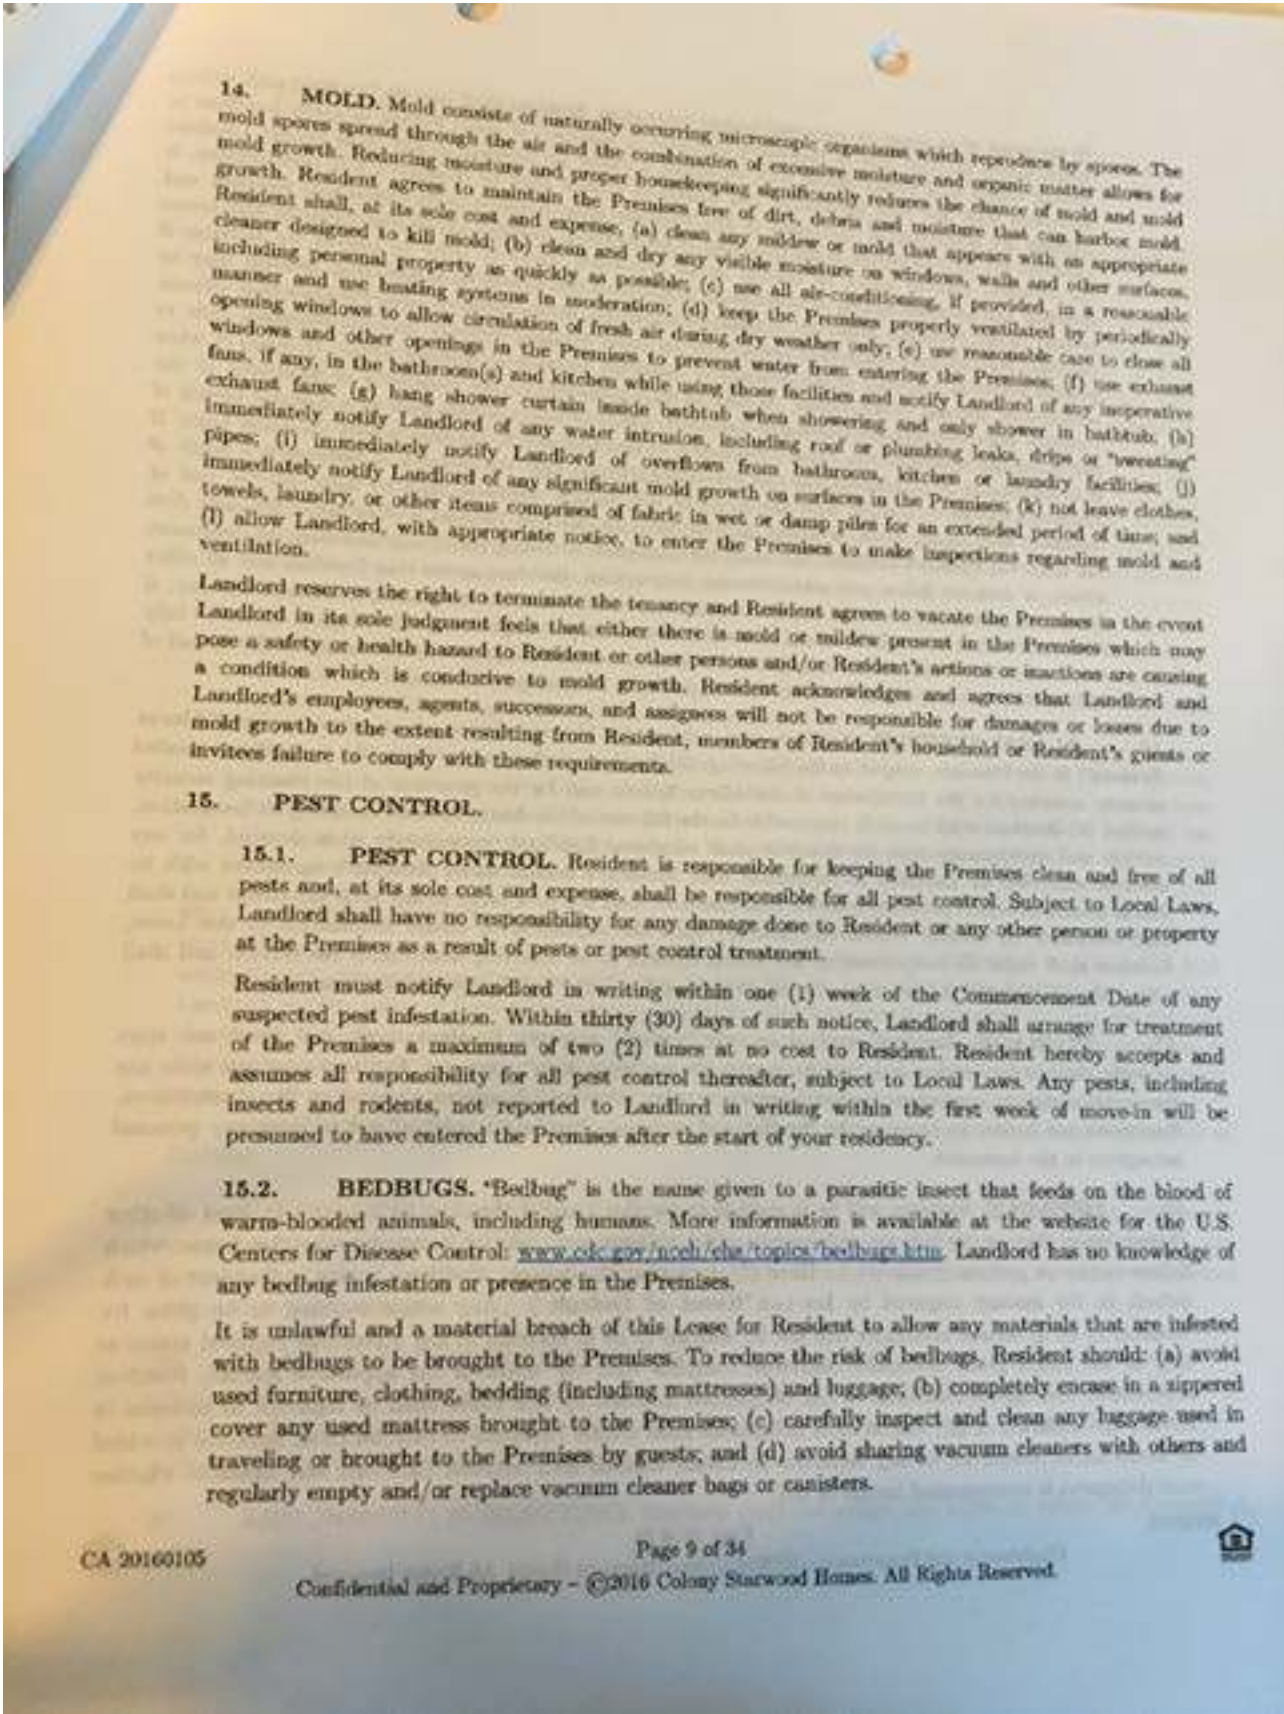 14. MOLD. Mold consists of naturally occurring microscopic organisms which reproduce by spores. The
mold spores spread through the air and the combination of excessive moisture and organic matter allows for
mold growth. Reducing moisture and proper housekeeping significantly reduces the chance of mold and mold
growth. Resident agrees to maintain the Premises free of dirt, debris and moisture that can harbor mold.
Resident shall, at its sole cost and expense, (a) clean any mildew or mold that appears with an appropriate
cleaner designed to kill mold; (b) clean and dry any visible moisture on windows, walls and other surfaces,
including personal property as quickly as possible; (c) use all air-conditioning, if provided, in a reasonable
manner and use heating systems in moderation; (d) keep the Premises properly ventilated by periodically
opening windows to allow circulation of fresh air during dry weather only; (e) use reasonable care to close all
windows and other openings in the Premises to prevent water from entering the Premises; (f) use exhaust
fans, if any, in the bathroom(s) and kitchen while using those facilities and notify Landlord of any inoperative
exhaust fans; (g) hang shower curtain inside bathtub when showering and only shower in bathtub; (h)
immediately notify Landlord of any water intrusion, including roof or plumbing leaks, drips or "sweating"
pipes; (i) immediately notify Landlord of overflows from bathroom, kitchen or laundry facilities; (j)
immediately notify Landlord of any significant mold growth on surfaces in the Premises; (k) not leave clothes,
towels, laundry, or other items comprised of fabric in wet or damp piles for an extended period of time; and
(l) allow Landlord, with appropriate notice, to enter the Premises to make inspections regarding mold and
ventilation.
Landlord reserves the right to terminate the tenancy and Resident agrees to vacate the Premises in the event
Landlord in its sole judgment feels that either there is mold or mildew present in the Premises which may
pose a safety or health hazard to Resident or other persons and/or Resident's actions or inactions are causing
a condition which is conducive to mold growth. Resident acknowledges and agrees that Landlord and
Landlord's employees, agents, successors, and assignees will not be responsible for damages or losses due to
mold growth to the extent resulting from Resident, members of Resident's household or Resident's guests or
invitees failure to comply with these requirements.
15. PEST CONTROL.
15.1. PEST CONTROL. Resident is responsible for keeping the Premises clean and free of all
pests and, at its sole cost and expense, shall be responsible for all pest control. Subject to Local Laws,
Landlord shall have no responsibility for any damage done to Resident or any other person or property
at the Premises as a result of pests or pest control treatment.
Resident must notify Landlord in writing within one (1) week of the Commencement Date of any
suspected pest infestation. Within thirty (30) days of such notice, Landlord shall arrange for treatment
of the Premises a maximum of two (2) times at no cost to Resident. Resident hereby accepts and
assumes all responsibility for all pest control thereafter, subject to Local Laws. Any pests, including
insects and rodents, not reported to Landlord in writing within the first week of move-in will be
presumed to have entered the Premises after the start of your residency.
15.2. BEDBUGS. "Bedbug" is the name given to a parasitic insect that feeds on the blood of
warm-blooded animals, including humans. More information is available at the website for the U.S.
Centers for Disease Control: www.cdc.gov/nceh/ehs/topics/bedbugs.htm. Landlord has no knowledge of
any bedbug infestation or presence in the Premises.
It is unlawful and a material breach of this Lease for Resident to allow any materials that are infested
with bedbugs to be brought to the Premises. To reduce the risk of bedbugs, Resident should: (a) avoid
used furniture, clothing, bedding (including mattresses) and luggage; (b) completely encase in a zippered
cover any used mattress brought to the Premises; (c) carefully inspect and clean any luggage used in
traveling or brought to the Premises by guests; and (d) avoid sharing vacuum cleaners with others and
regularly empty and/or replace vacuum cleaner bags or canisters.
CA 20160105
Page 9 of 34
Confidential and Proprietary – ©2016 Colony Starwood Homes. All Rights Reserved.